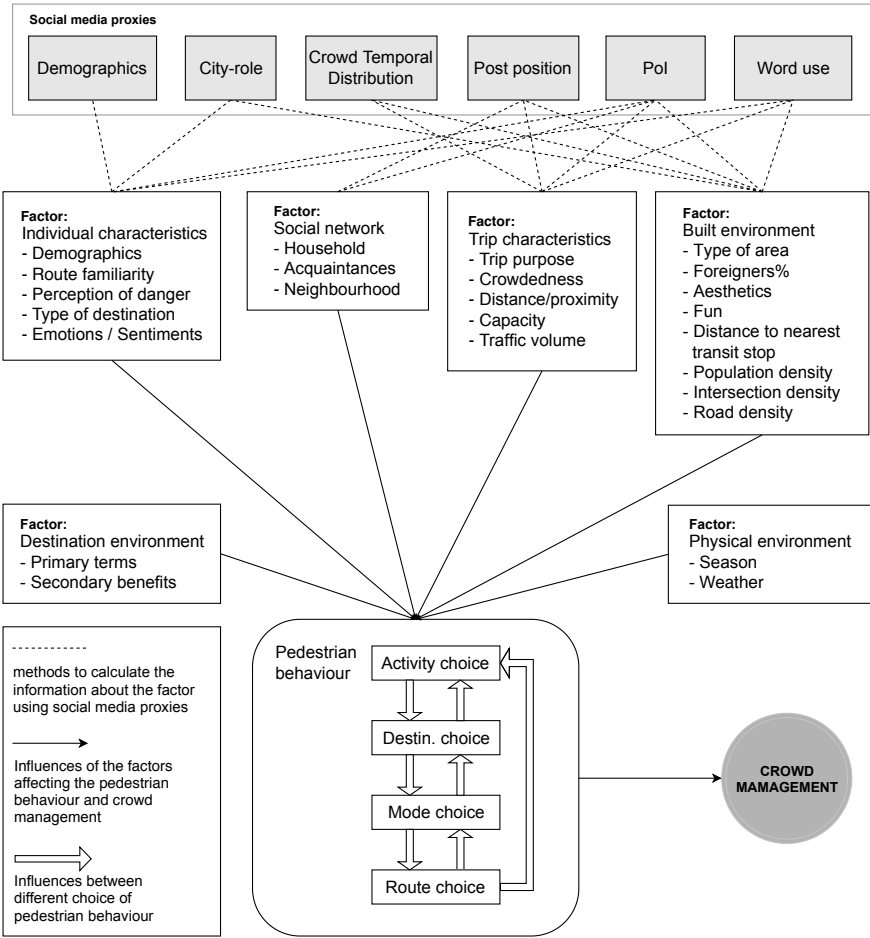 Social media proxies
Demographics
City-role
Crowd Temporal
Distribution
Post position
PoI
Word use
Factor:
Individual characteristics
- Demographics
- Route familiarity
- Perception of danger
- Type of destination
- Emotions / Sentiments
Factor:
Social network
- Household
- Acquaintances
- Neighbourhood
Factor:
Trip characteristics
- Trip purpose
- Crowdedness
- Distance/proximity
- Capacity
- Traffic volume
Factor:
Built environment
- Type of area
- Foreigners%
- Aesthetics
- Fun
- Distance to nearest
transit stop
- Population density
- Intersection density
- Road density
Factor:
Destination environment
- Primary terms
- Secondary benefits
Factor:
Physical environment
- Season
- Weather
methods to calculate the
information about the factor
using social media proxies
Influences of the factors
affecting the pedestrian
behaviour and crowd
management
Influences between
different choice of
pedestrian behaviour
Pedestrian
behaviour
Activity choice
Destin. choice
Mode choice
Route choice
CROWD
MAMAGEMENT